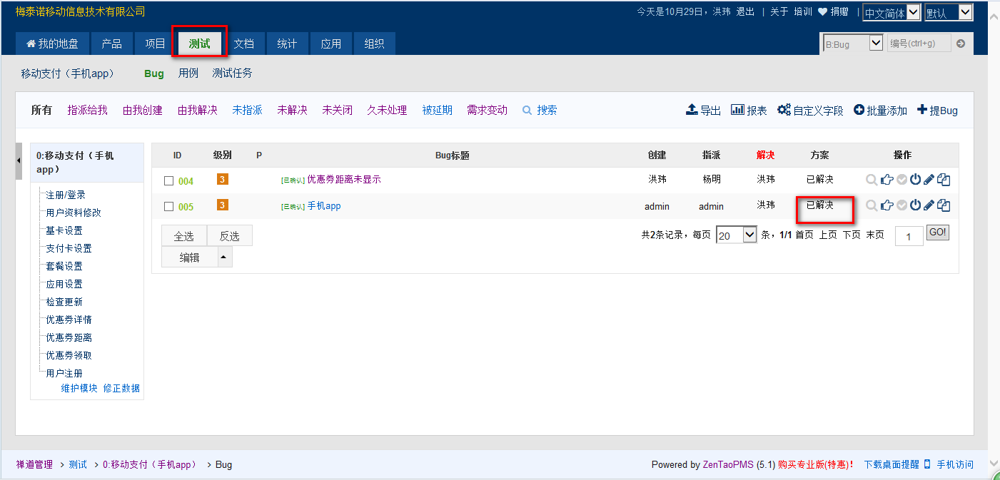 梅泰诺移动信息技术有限公司 今天是10月29日，洪玮 退出 | 关于 培训 捐赠 | 中文简体 默认
我的地盘 产品 项目 测试 文档 统计 应用 组织 B:Bug 编号(ctrl+g)
移动支付（手机app） Bug 用例 测试任务
所有 指派给我 由我创建 由我解决 未指派 未解决 未关闭 久未处理 被延期 需求变动 搜索 导出 报表 自定义字段 批量添加 提Bug
0:移动支付（手机
app）
注册/登录
用户资料修改
基卡设置
支付卡设置
套餐设置
应用设置
检查更新
优惠券详情
优惠券距离
优惠券领取
用户注册
维护模块 修正数据
ID 级别 P Bug标题 创建 指派 解决 方案 操作
004 3 [已确认] 优惠券距离未显示 洪玮 杨明 洪玮 已解决
005 3 [已确认] 手机app admin admin 洪玮 已解决
全选 反选 共2条记录，每页 20 条，1/1 首页 上页 下页 末页 1 GO!
编辑
禅道管理 > 测试 > 0:移动支付（手机app） > Bug Powered by ZenTaoPMS (5.1) 购买专业版(特惠)! 下载桌面提醒 手机访问